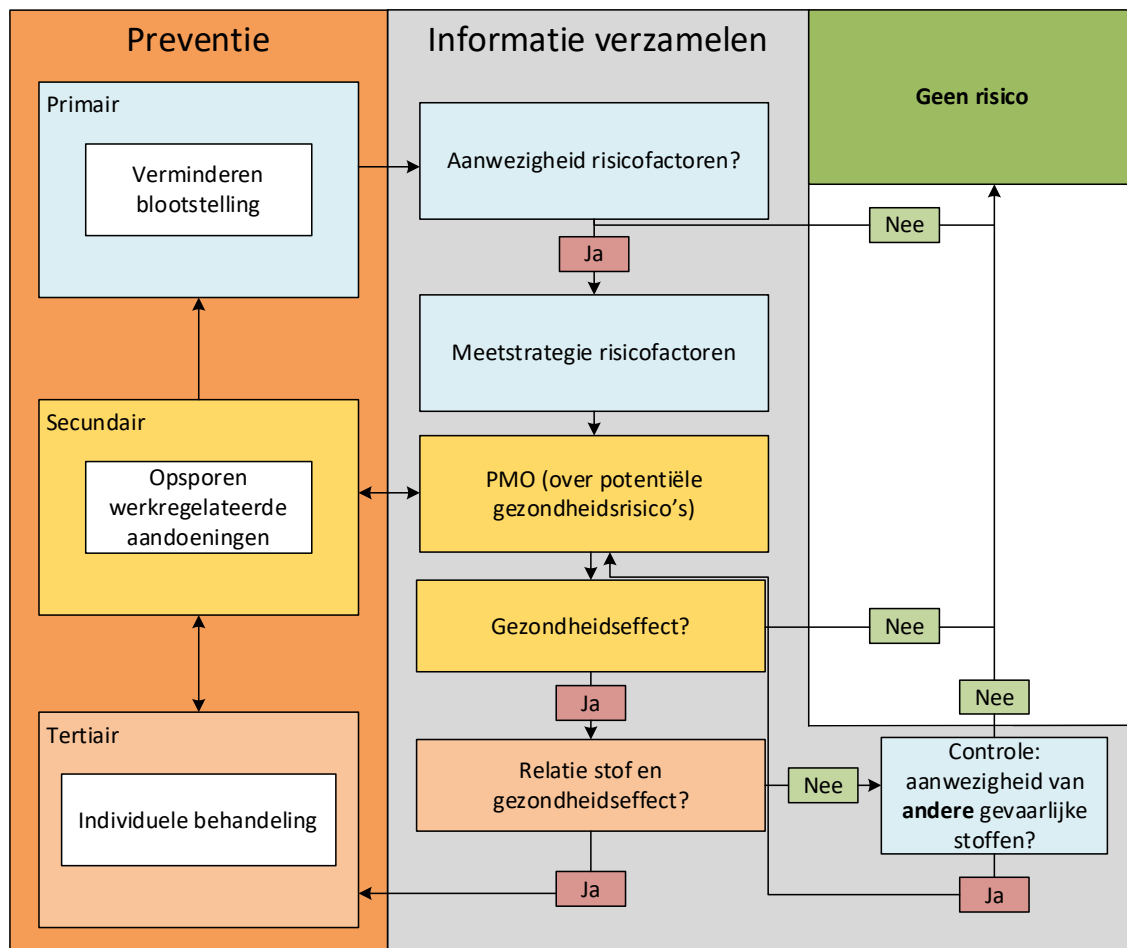 Preventie
Primair
Verminderen
blootstelling
Secundair
Opsporen
werkregelateerde
aandoeningen
Tertiair
Individuele behandeling
Informatie verzamelen
Aanwezigheid risicofactoren?
Ja
Meetstrategie risicofactoren
PMO (over potentiële
gezondheidsrisico's)
Gezondheidseffect?
Ja
Relatie stof en
gezondheidseffect?
Ja
Geen risico
Nee
Nee
Nee
Nee
Controle:
aanwezigheid van
andere gevaarlijke
stoffen?
Ja